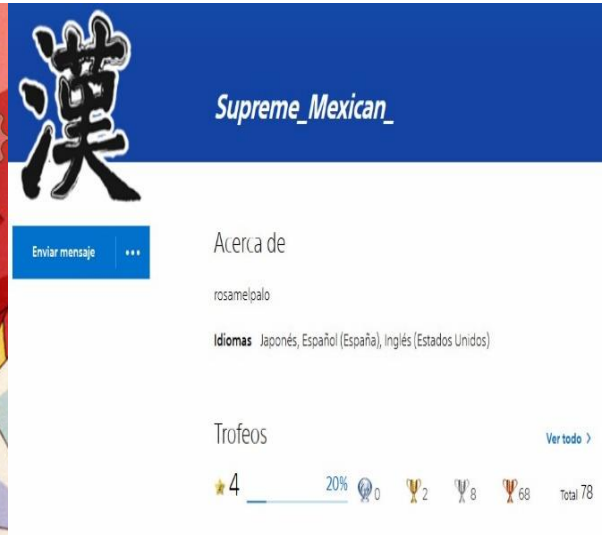 漢
Supreme_Mexican_
Enviar mensaje ...
Acerca de
rosamelpalo
Idiomas Japonés, Español (España), Inglés (Estados Unidos)
Trofeos Ver todo >
4 20% 0 2 8 68 Total 78